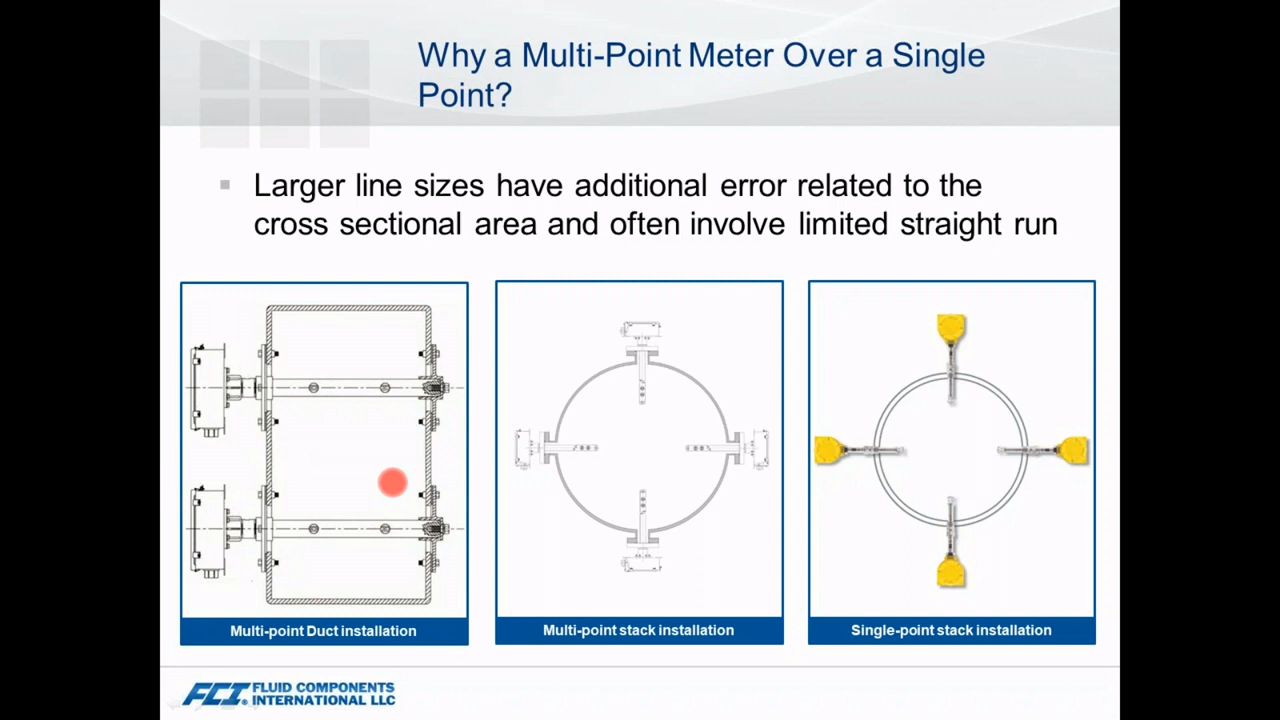 Why a Multi-Point Meter Over a Single
Point?
Larger line sizes have additional error related to the
cross sectional area and often involve limited straight run
Multi-point Duct installation
Multi-point stack installation
Single-point stack installation
FCI. FLUID COMPONENTS
INTERNATIONAL LLC